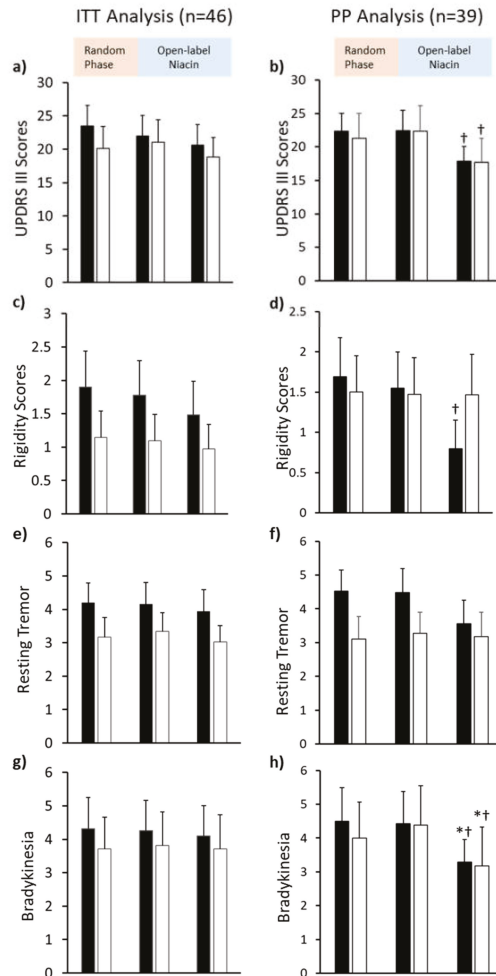 ITT Analysis (n=46)
PP Analysis (n=39)
Random
Phase
Open-label
Niacin
Random
Phase
Open-label
Niacin
a)
UPDRS III Scores
30
25
20
15
10
5
0
b)
UPDRS III Scores
30
25
20
15
10
5
0
† †
c)
Rigidity Scores
3
2.5
2
1.5
1
0.5
0
d)
Rigidity Scores
2.5
2
1.5
1
0.5
0
†
e)
Resting Tremor
6
5
4
3
2
1
0
f)
Resting Tremor
6
5
4
3
2
1
0
g)
Bradykinesia
6
5
4
3
2
1
0
h)
Bradykinesia
6
5
4
3
2
1
0
*† *†